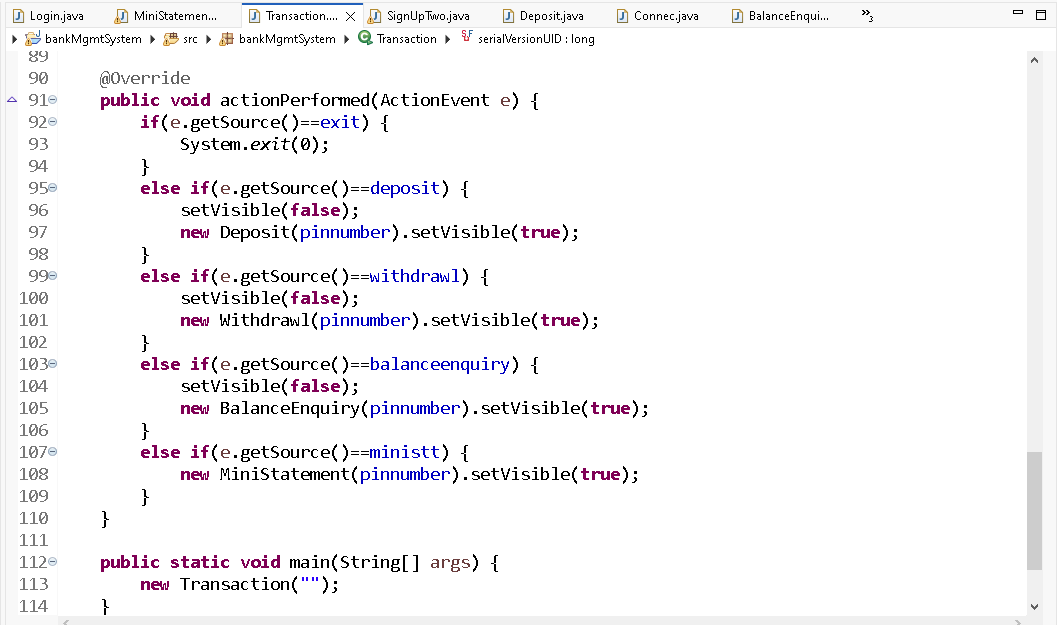 Login.java MiniStatemen... Transaction.... SignUpTwo.java Deposit.java Connec.java BalanceEnqui... »3
bankMgmtSystem src bankMgmtSystem Transaction serialVersionUID : long
89
90 @Override
91 public void actionPerformed(ActionEvent e) {
92 if(e.getSource()==exit) {
93 System.exit(0);
94 }
95 else if(e.getSource()==deposit) {
96 setVisible(false);
97 new Deposit(pinnumber).setVisible(true);
98 }
99 else if(e.getSource()==withdrawl) {
100 setVisible(false);
101 new Withdrawl(pinnumber).setVisible(true);
102 }
103 else if(e.getSource()==balanceenquiry) {
104 setVisible(false);
105 new BalanceEnquiry(pinnumber).setVisible(true);
106 }
107 else if(e.getSource()==ministt) {
108 new MiniStatement(pinnumber).setVisible(true);
109 }
110 }
111
112 public static void main(String[] args) {
113 new Transaction("");
114 }